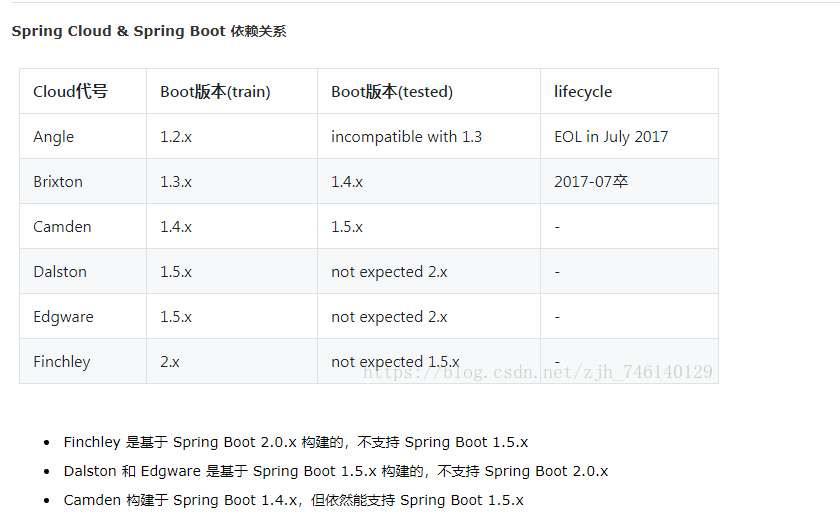 Spring Cloud & Spring Boot 依赖关系
Cloud代号 Boot版本(train) Boot版本(tested) lifecycle
Angle 1.2.x incompatible with 1.3 EOL in July 2017
Brixton 1.3.x 1.4.x 2017-07卒
Camden 1.4.x 1.5.x -
Dalston 1.5.x not expected 2.x -
Edgware 1.5.x not expected 2.x -
Finchley 2.x not expected 1.5.x -
https://blog.csdn.net/zjh_746140129
• Finchley 是基于 Spring Boot 2.0.x 构建的，不支持 Spring Boot 1.5.x
• Dalston 和 Edgware 是基于 Spring Boot 1.5.x 构建的，不支持 Spring Boot 2.0.x
• Camden 构建于 Spring Boot 1.4.x，但依然能支持 Spring Boot 1.5.x